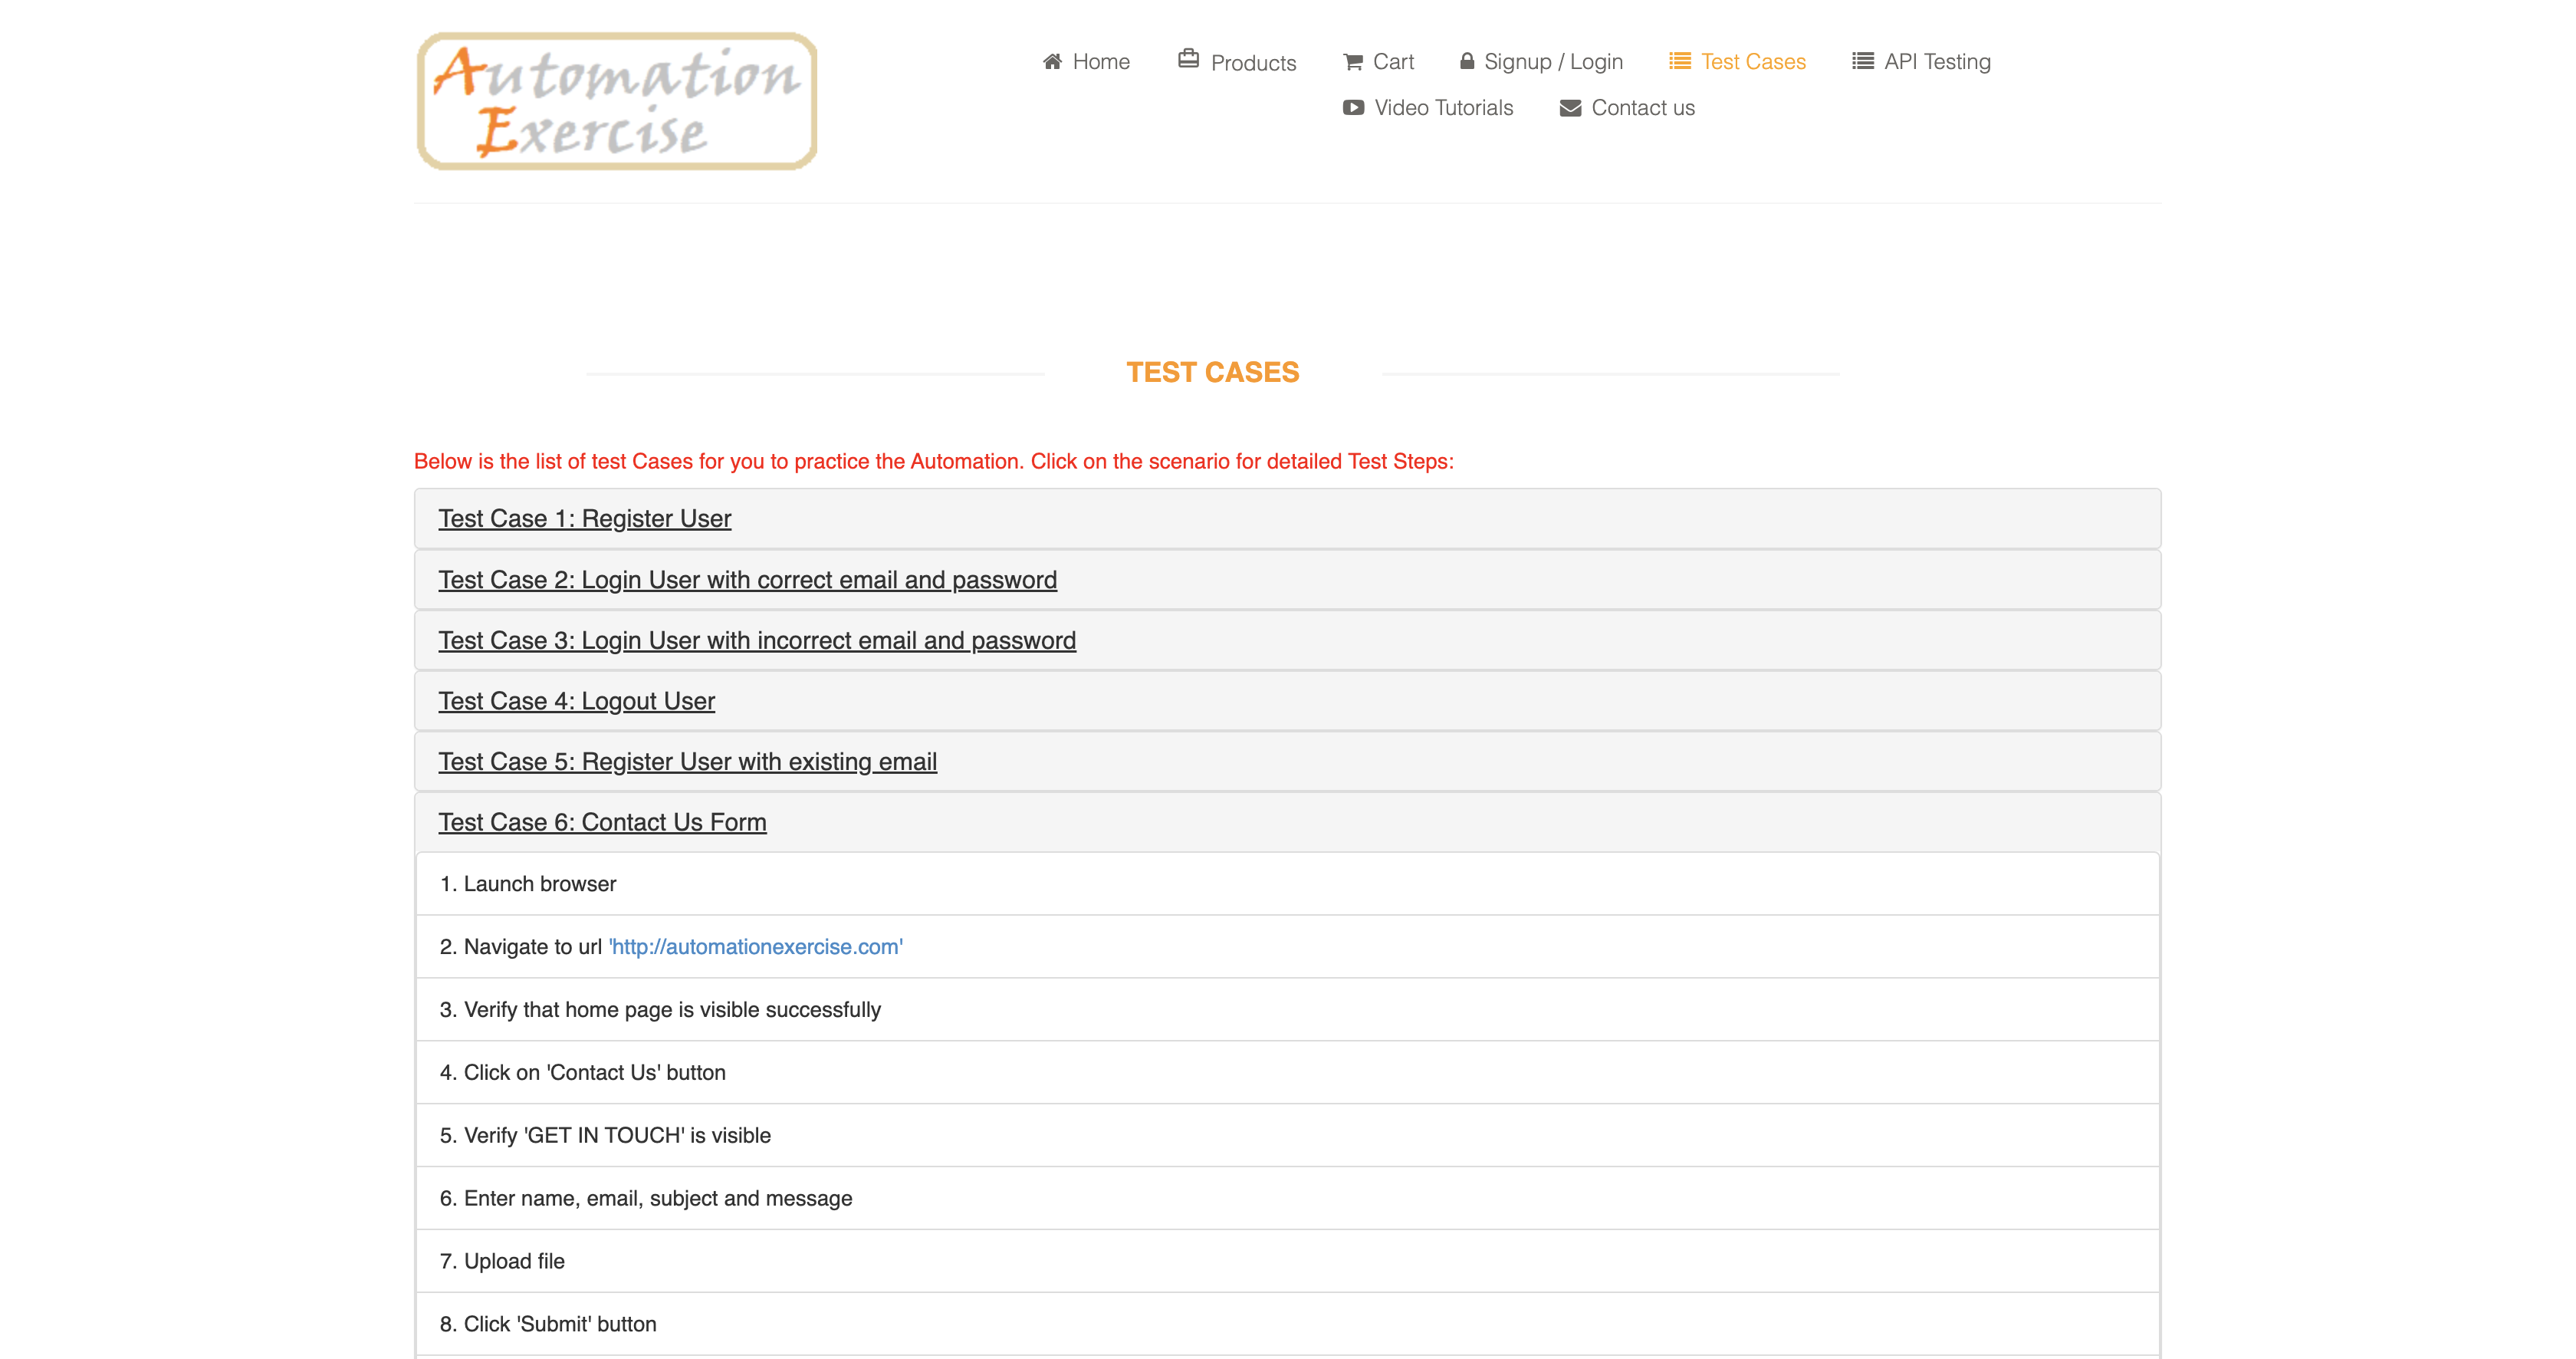 Automation
Exercise
Home Products Cart Signup / Login Test Cases API Testing
Video Tutorials Contact us
TEST CASES
Below is the list of test Cases for you to practice the Automation. Click on the scenario for detailed Test Steps:
Test Case 1: Register User
Test Case 2: Login User with correct email and password
Test Case 3: Login User with incorrect email and password
Test Case 4: Logout User
Test Case 5: Register User with existing email
Test Case 6: Contact Us Form
1. Launch browser
2. Navigate to url 'http://automationexercise.com'
3. Verify that home page is visible successfully
4. Click on 'Contact Us' button
5. Verify 'GET IN TOUCH' is visible
6. Enter name, email, subject and message
7. Upload file
8. Click 'Submit' button